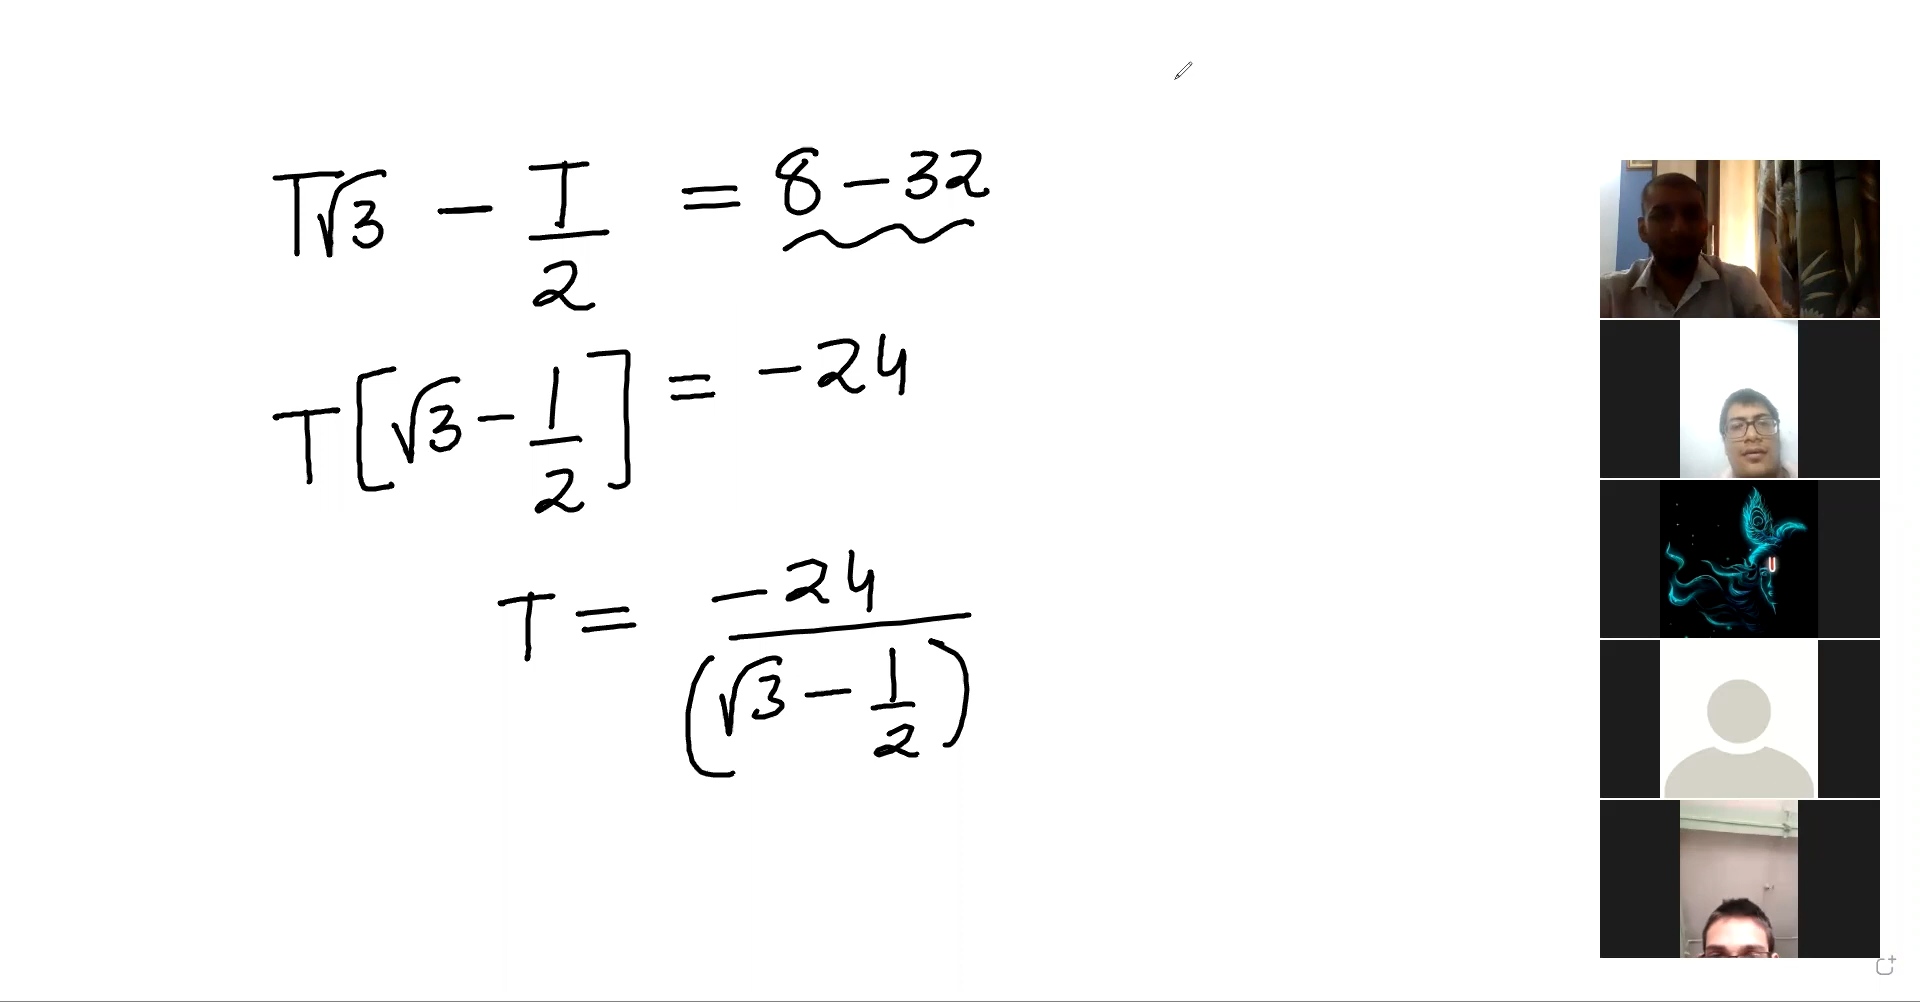 T√3 − T/2 = 8 − 32
T[√3 − 1/2] = −24
T = −24/(√3 − 1/2)